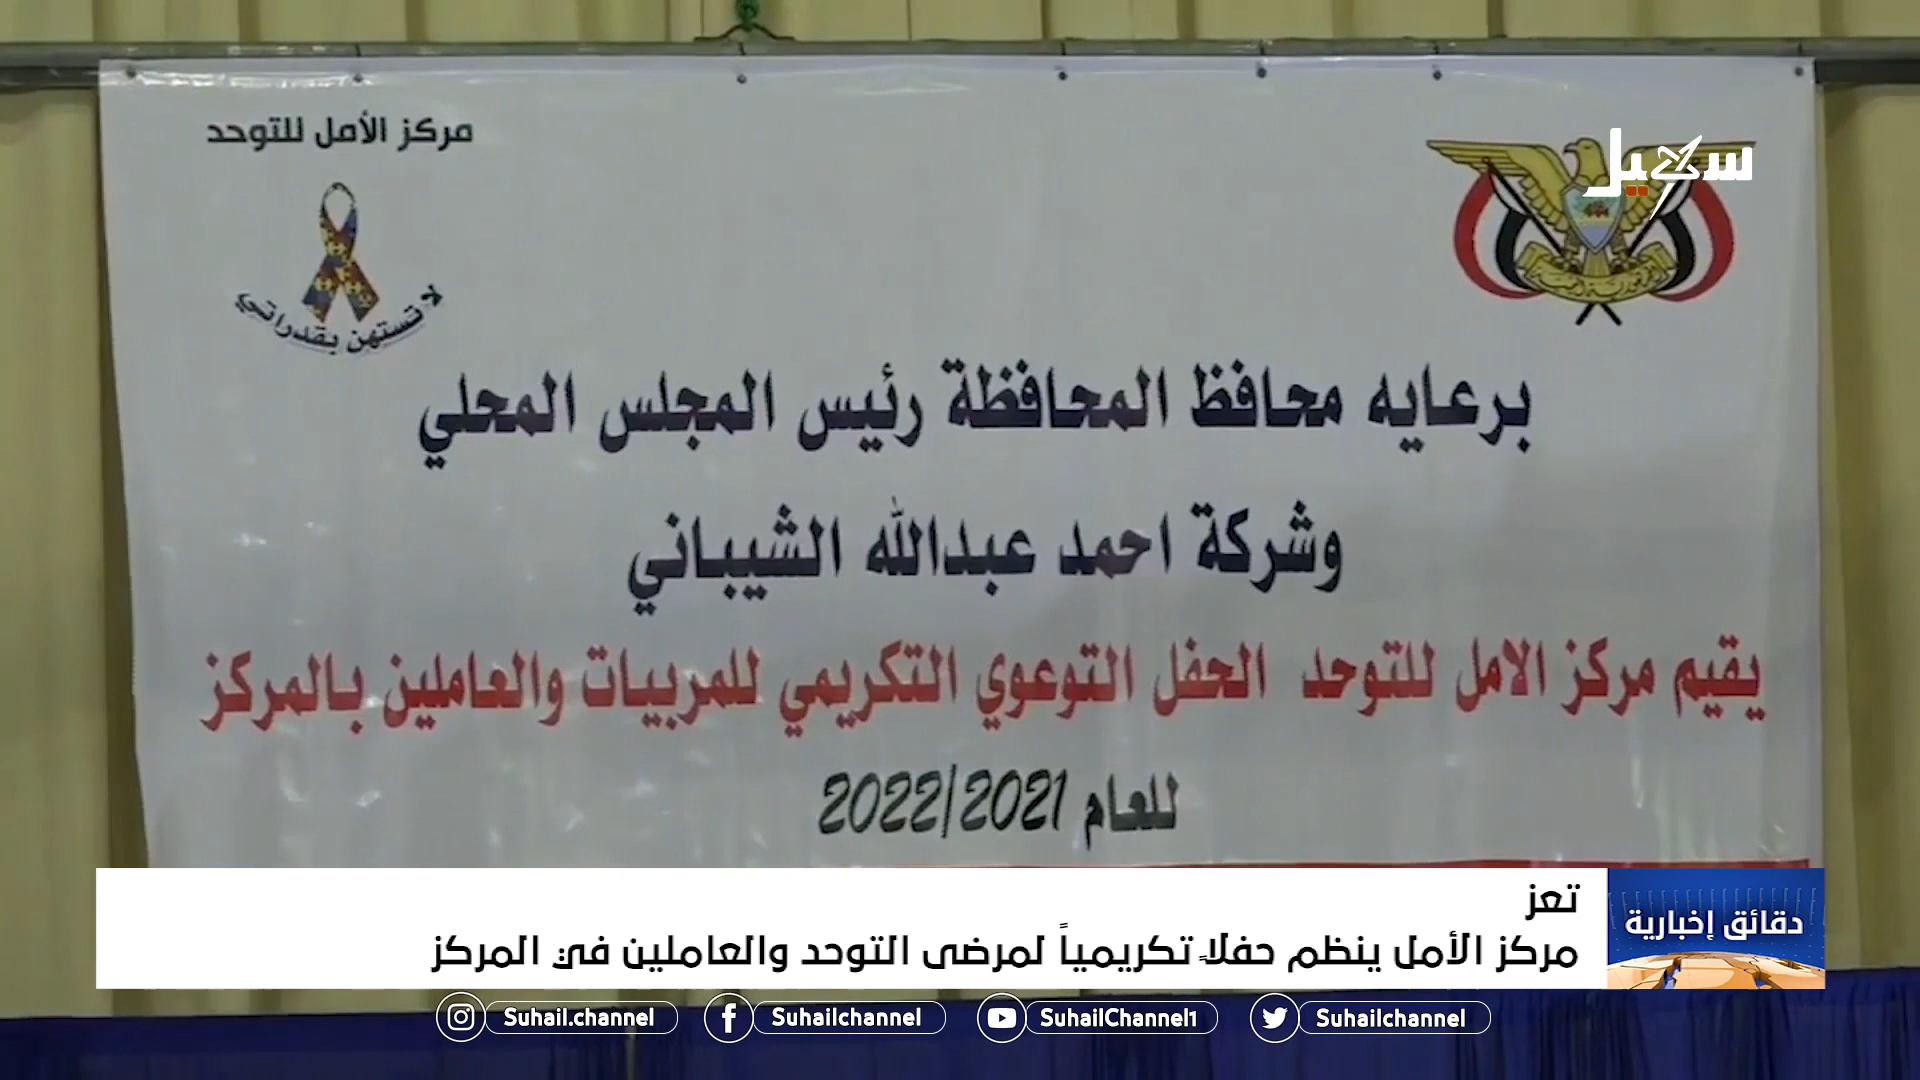 مركز الأمل للتوحد
سهيل
لا تستهن بقدراتي
برعايه محافظ المحافظة رئيس المجلس المحلي
وشركة احمد عبدالله الشيباني
يقيم مركز الامل للتوحد الحفل التوعوي التكريمي للمربيات والعاملين بالمركز
للعام 2022/2021
تعز
دقائق إخبارية
مركز الأمل ينظم حفلاً تكريمياً لمرضى التوحد والعاملين في المركز
Suhail.channel
Suhailchannel
SuhailChannel1
Suhailchannel